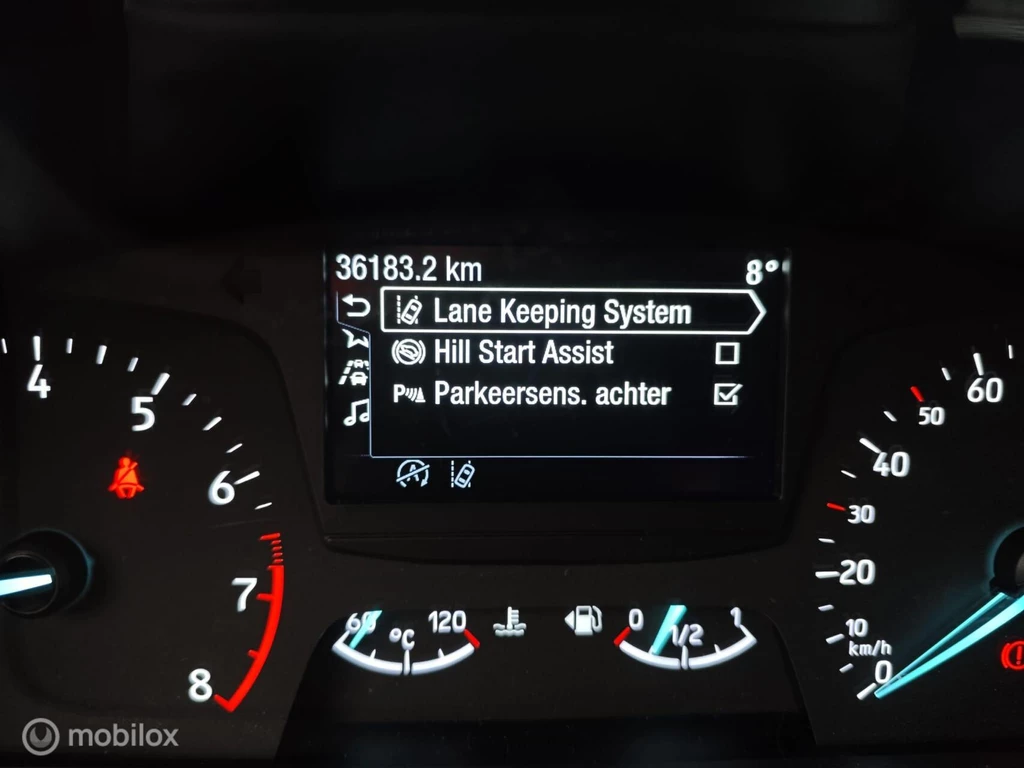 36183.2 km 8°
Lane Keeping System
Hill Start Assist
P Parkeersens. achter
A
4
5
6
7
8
60 °C 120
0 1/2 1
60
50
40
30
20
10
km/h
0
mobilox